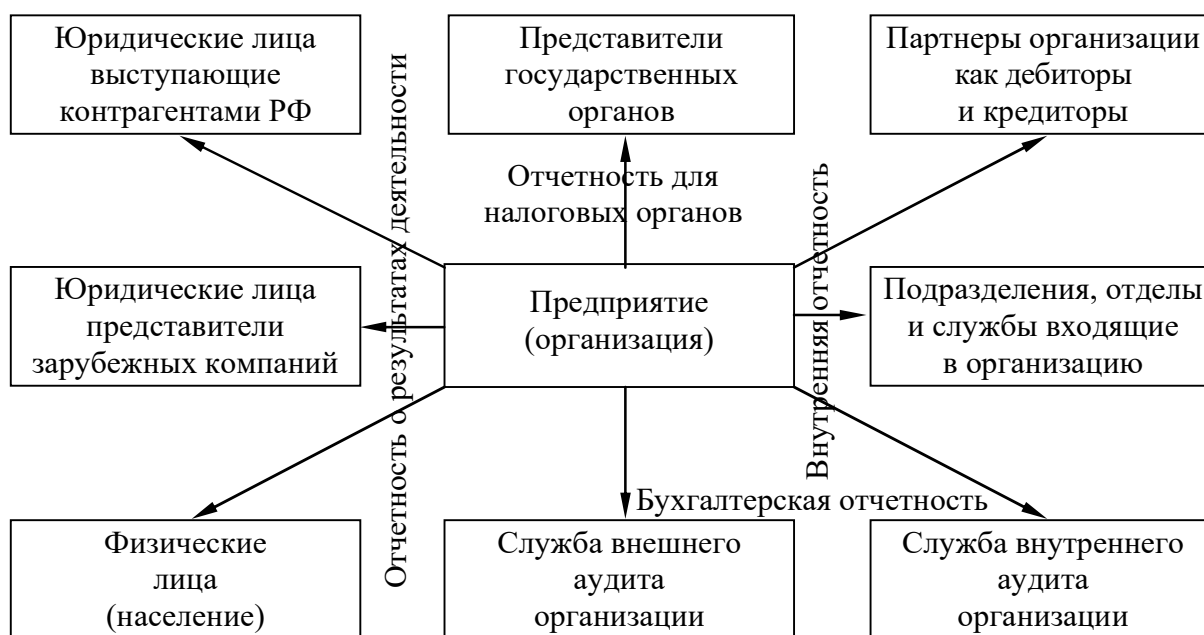 Юридические лица
выступающие
контрагентами РФ
Представители
государственных
органов
Партнеры организации
как дебиторы
и кредиторы
Отчетность о результатах деятельности
Отчетность для
налоговых органов
Внутренняя отчетность
Юридические лица
представители
зарубежных компаний
Предприятие
(организация)
Подразделения, отделы
и службы входящие
в организацию
Бухгалтерская отчетность
Физические
лица
(население)
Служба внешнего
аудита
организации
Служба внутреннего
аудита
организации